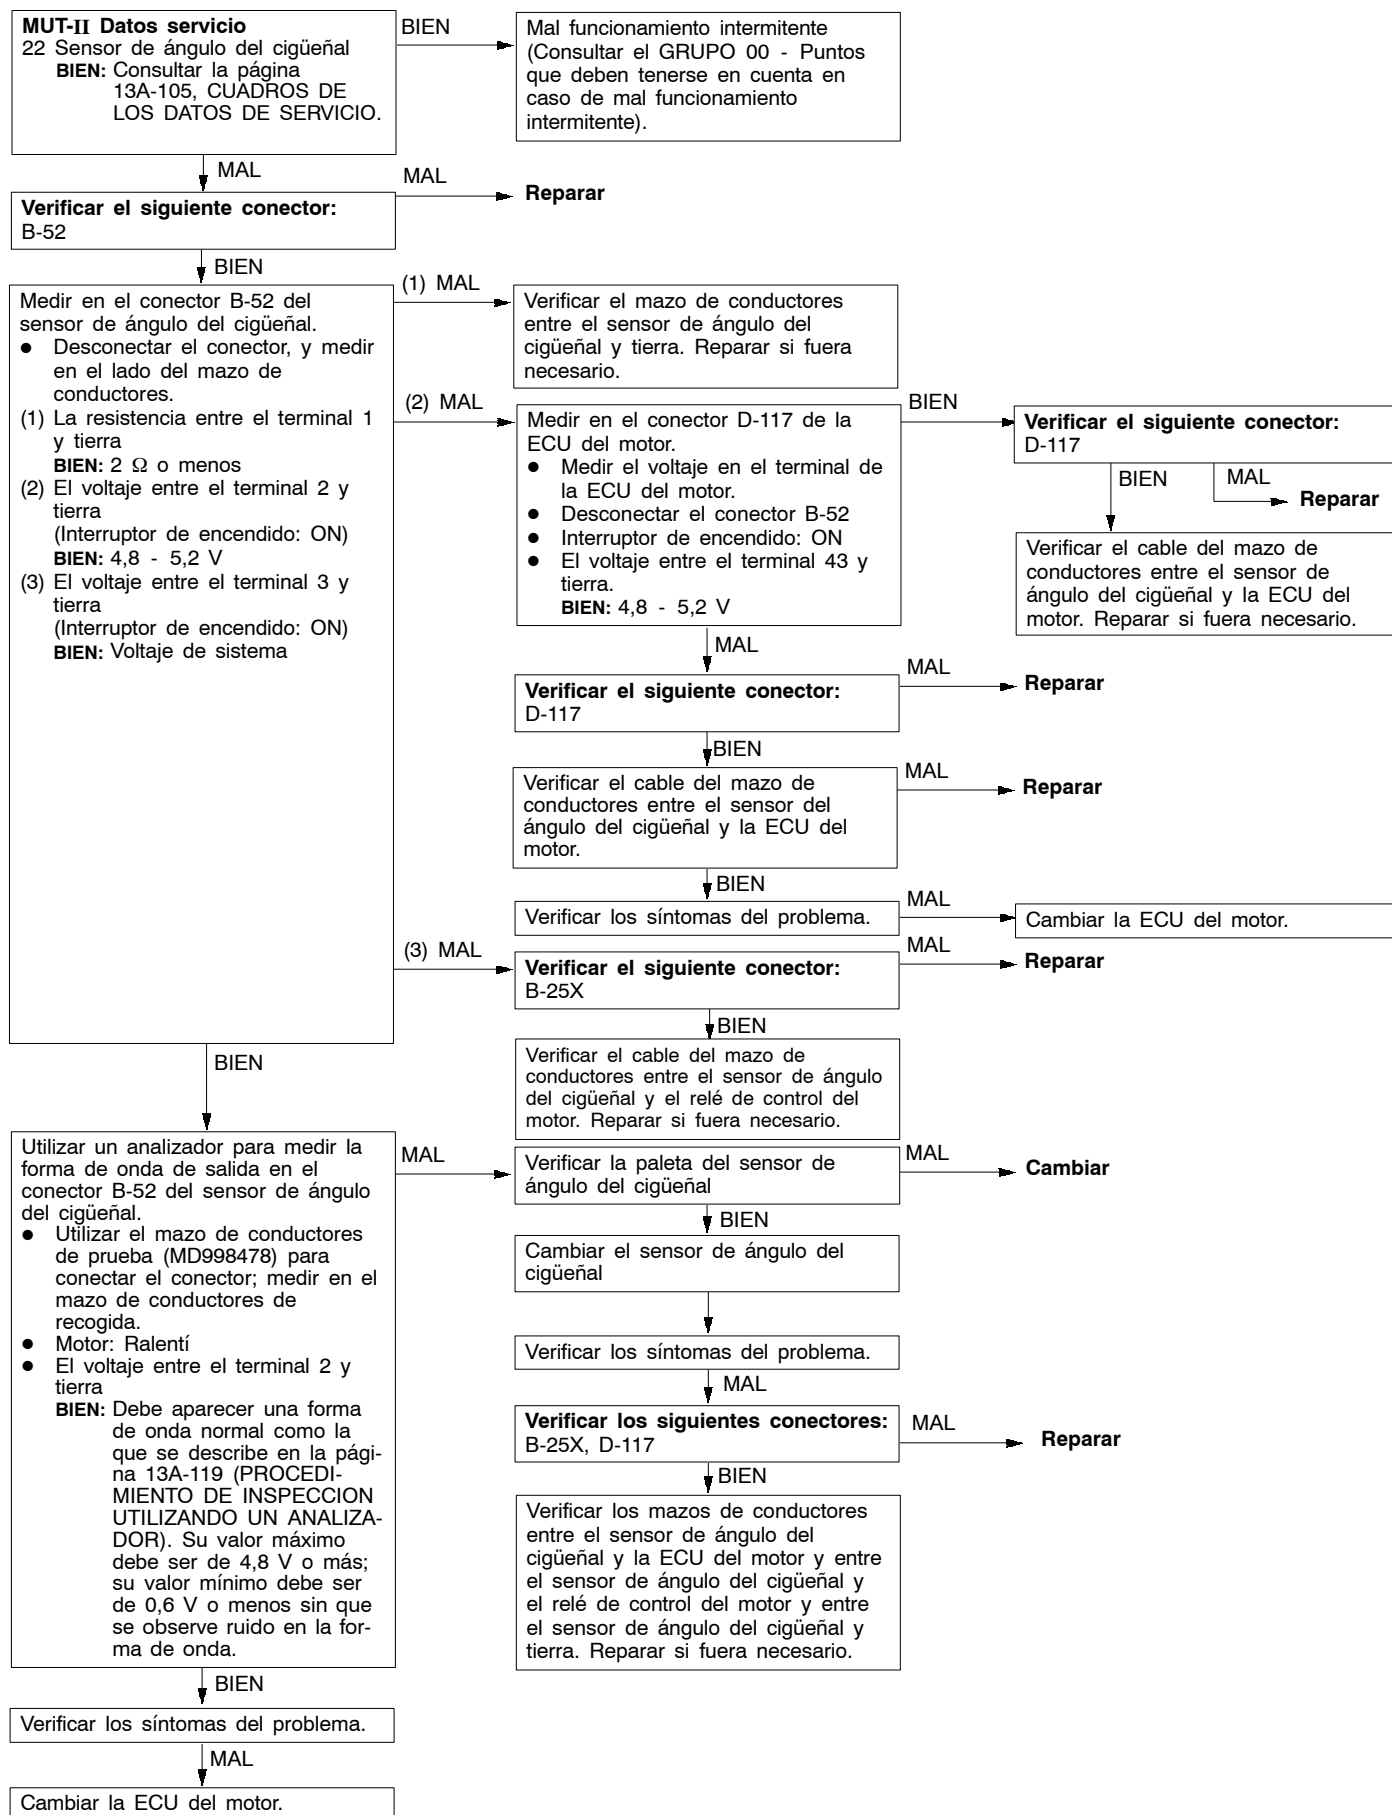 MUT-II Datos servicio
22 Sensor de ángulo del cigüeñal
BIEN: Consultar la página
13A-105, CUADROS DE
LOS DATOS DE SERVICIO.
BIEN
Mal funcionamiento intermitente
(Consultar el GRUPO 00 - Puntos
que deben tenerse en cuenta en
caso de mal funcionamiento
intermitente).
MAL
Verificar el siguiente conector:
B-52
MAL
Reparar
BIEN
Medir en el conector B-52 del
sensor de ángulo del cigüeñal.
● Desconectar el conector, y medir
en el lado del mazo de
conductores.
(1) La resistencia entre el terminal 1
y tierra
BIEN: 2 Ω o menos
(2) El voltaje entre el terminal 2 y
tierra
(Interruptor de encendido: ON)
BIEN: 4,8 - 5,2 V
(3) El voltaje entre el terminal 3 y
tierra
(Interruptor de encendido: ON)
BIEN: Voltaje de sistema
(1) MAL
Verificar el mazo de conductores
entre el sensor de ángulo del
cigüeñal y tierra. Reparar si fuera
necesario.
(2) MAL
Medir en el conector D-117 de la
ECU del motor.
● Medir el voltaje en el terminal de
la ECU del motor.
● Desconectar el conector B-52
● Interruptor de encendido: ON
● El voltaje entre el terminal 43 y
tierra.
BIEN: 4,8 - 5,2 V
BIEN
Verificar el siguiente conector:
D-117
BIEN
MAL
Reparar
Verificar el cable del mazo de
conductores entre el sensor de
ángulo del cigüeñal y la ECU del
motor. Reparar si fuera necesario.
MAL
Verificar el siguiente conector:
D-117
MAL
Reparar
BIEN
Verificar el cable del mazo de
conductores entre el sensor del
ángulo del cigüeñal y la ECU del
motor.
MAL
Reparar
BIEN
Verificar los síntomas del problema.
MAL
Cambiar la ECU del motor.
(3) MAL
Verificar el siguiente conector:
B-25X
MAL
Reparar
BIEN
Verificar el cable del mazo de
conductores entre el sensor de ángulo
del cigüeñal y el relé de control del
motor. Reparar si fuera necesario.
BIEN
Utilizar un analizador para medir la
forma de onda de salida en el
conector B-52 del sensor de ángulo
del cigüeñal.
● Utilizar el mazo de conductores
de prueba (MD998478) para
conectar el conector; medir en el
mazo de conductores de
recogida.
● Motor: Ralentí
● El voltaje entre el terminal 2 y
tierra
BIEN: Debe aparecer una forma
de onda normal como la
que se describe en la pági-
na 13A-119 (PROCEDI-
MIENTO DE INSPECCION
UTILIZANDO UN ANALIZA-
DOR). Su valor máximo
debe ser de 4,8 V o más;
su valor mínimo debe ser
de 0,6 V o menos sin que
se observe ruido en la for-
ma de onda.
MAL
Verificar la paleta del sensor de
ángulo del cigüeñal
MAL
Cambiar
BIEN
Cambiar el sensor de ángulo del
cigüeñal
Verificar los síntomas del problema.
MAL
Verificar los siguientes conectores:
B-25X, D-117
MAL
Reparar
BIEN
Verificar los mazos de conductores
entre el sensor de ángulo del
cigüeñal y la ECU del motor y entre
el sensor de ángulo del cigüeñal y
el relé de control del motor y entre
el sensor de ángulo del cigüeñal y
tierra. Reparar si fuera necesario.
BIEN
Verificar los síntomas del problema.
MAL
Cambiar la ECU del motor.